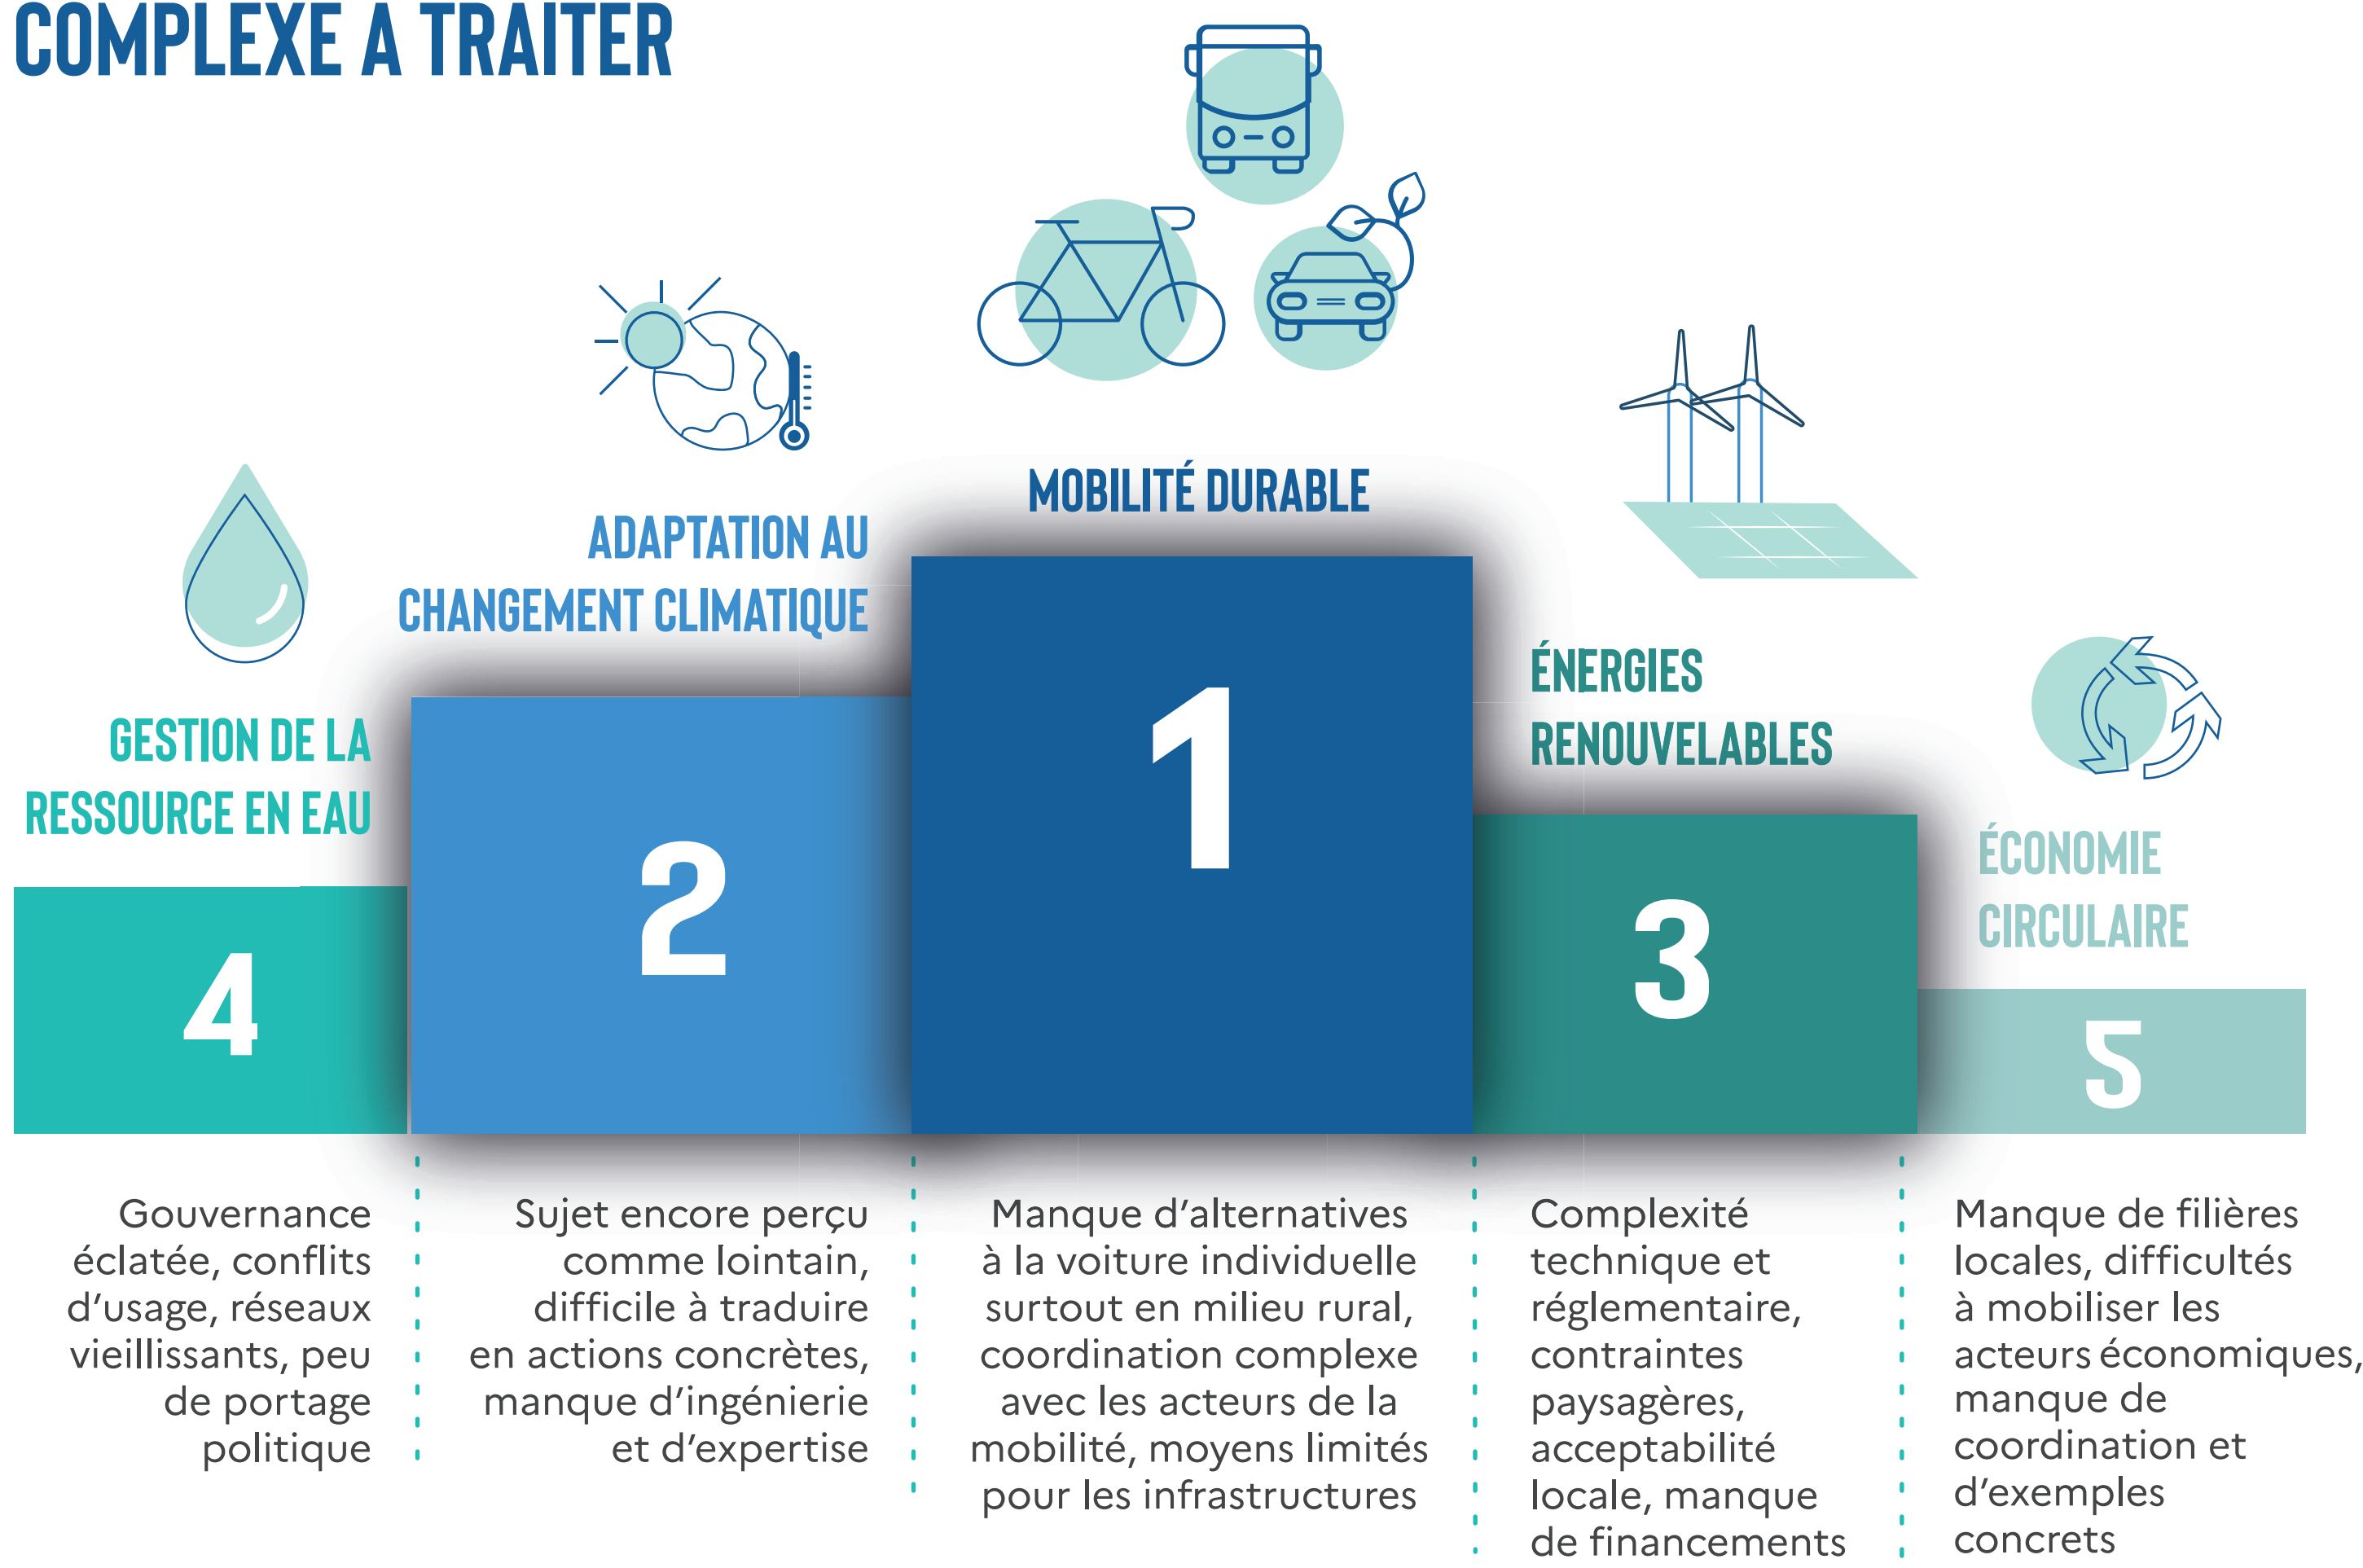 COMPLEXE A TRAITER
MOBILITÉ DURABLE
1
Manque d'alternatives
à la voiture individuelle
surtout en milieu rural,
coordination complexe
avec les acteurs de la
mobilité, moyens limités
pour les infrastructures
ADAPTATION AU
CHANGEMENT CLIMATIQUE
2
Sujet encore perçu
comme lointain,
difficile à traduire
en actions concrètes,
manque d'ingénierie
et d'expertise
ÉNERGIES
RENOUVELABLES
3
Complexité
technique et
réglementaire,
contraintes
paysagères,
acceptabilité
locale, manque
de financements
GESTION DE LA
RESSOURCE EN EAU
4
Gouvernance
éclatée, conflits
d'usage, réseaux
vieillissants, peu
de portage
politique
ÉCONOMIE
CIRCULAIRE
5
Manque de filières
locales, difficultés
à mobiliser les
acteurs économiques,
manque de
coordination et
d'exemples
concrets